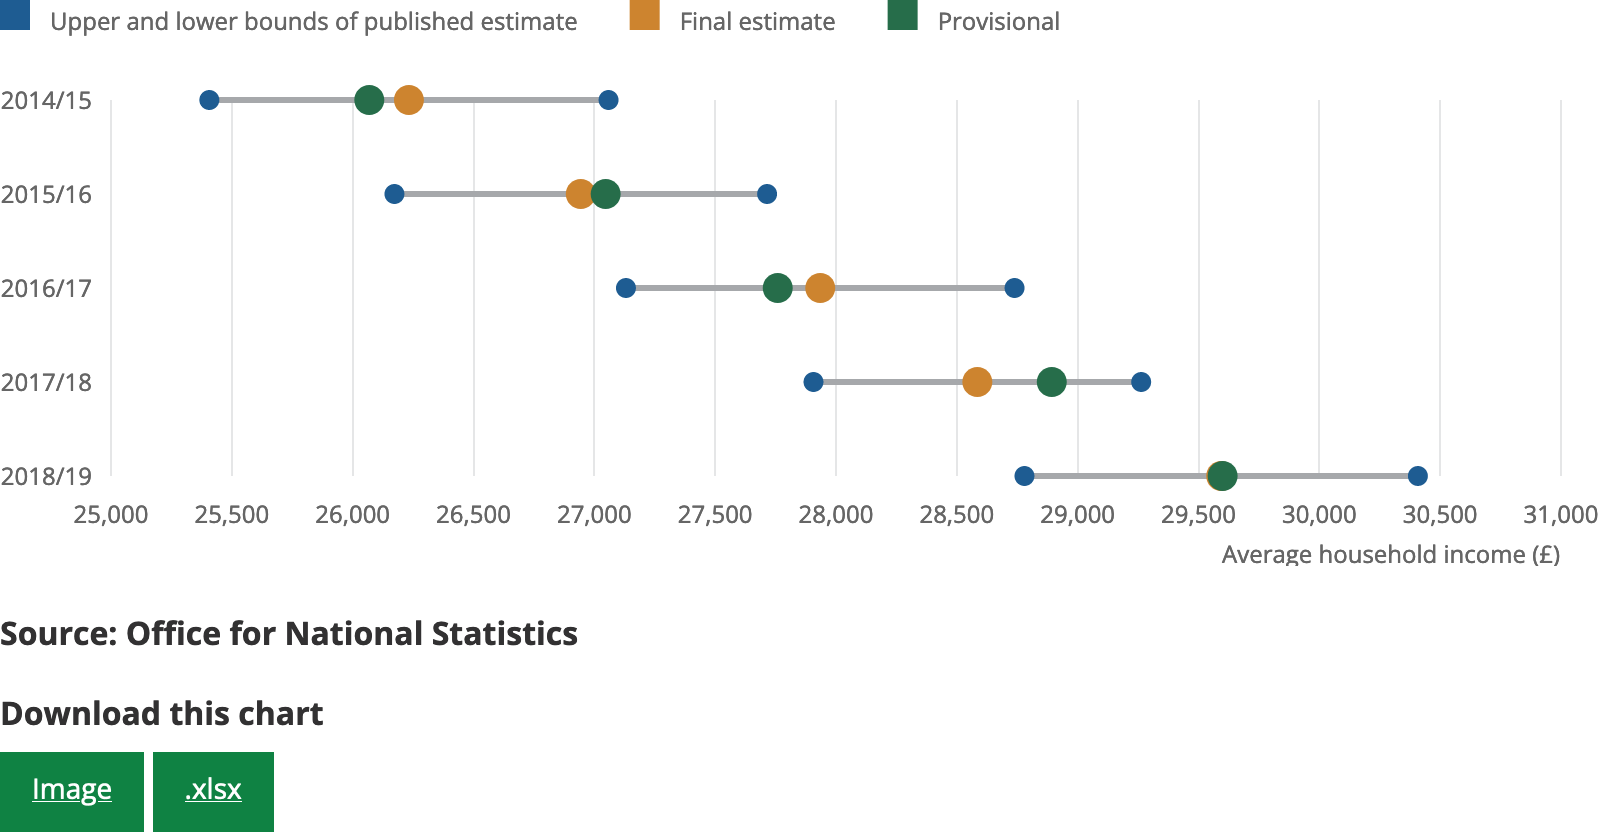 Upper and lower bounds of published estimate Final estimate Provisional
2014/15
2015/16
2016/17
2017/18
2018/19
25,000 25,500 26,000 26,500 27,000 27,500 28,000 28,500 29,000 29,500 30,000 30,500 31,000
Average household income (£)
Source: Office for National Statistics
Download this chart
Image .xlsx